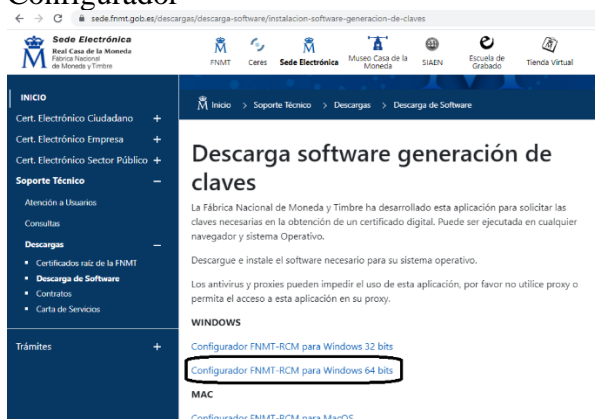 Configurador
sede.fnmt.gob.es/descargas/descarga-software/instalacion-software-generacion-de-claves
Sede Electrónica
Real Casa de la Moneda
Fábrica Nacional
de Moneda y Timbre
FNMT
Ceres
Sede Electrónica
Museo Casa de la
Moneda
SIAEN
Escuela de
Grabado
Tienda Virtual
INICIO
Cert. Electrónico Ciudadano +
Cert. Electrónico Empresa +
Cert. Electrónico Sector Público +
Soporte Técnico –
Atención a Usuarios
Consultas
Descargas –
Certificados raíz de la FNMT
Descarga de Software
Contratos
Carta de Servicios
Trámites +
Inicio > Soporte Técnico > Descargas > Descarga de Software
Descarga software generación de
claves
La Fábrica Nacional de Moneda y Timbre ha desarrollado esta aplicación para solicitar las
claves necesarias en la obtención de un certificado digital. Puede ser ejecutada en cualquier
navegador y sistema Operativo.
Descargue e instale el software necesario para su sistema operativo.
Los antivirus y proxies pueden impedir el uso de esta aplicación, por favor no utilice proxy o
permita el acceso a esta aplicación en su proxy.
WINDOWS
Configurador FNMT-RCM para Windows 32 bits
Configurador FNMT-RCM para Windows 64 bits
MAC
Configurador FNMT-RCM para MacOS